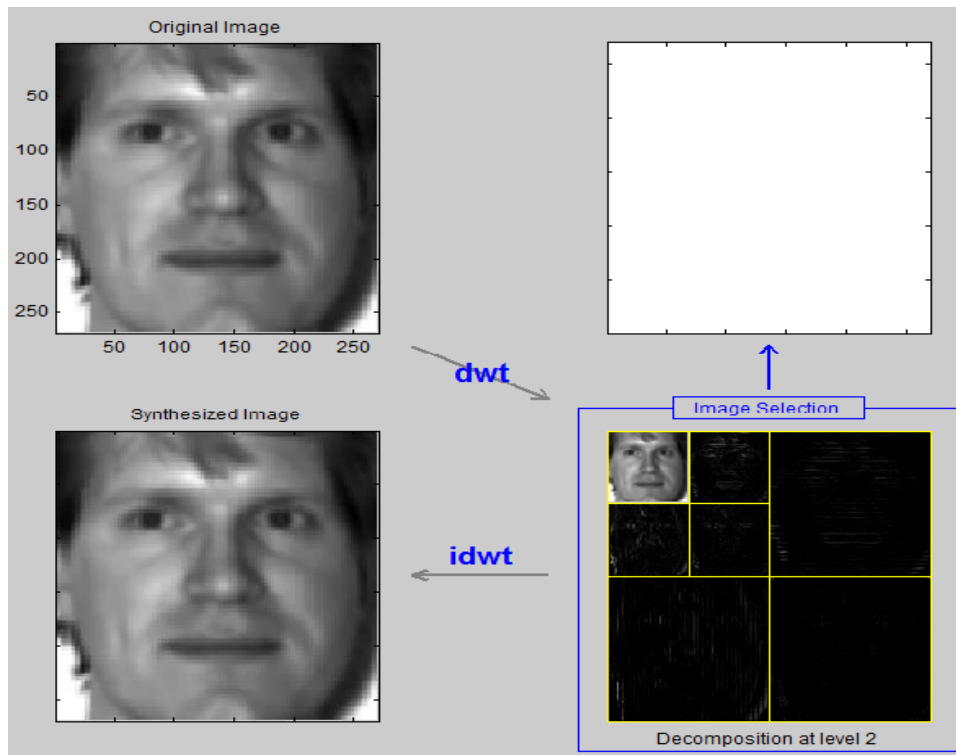 Original Image
50
100
150
200
250
50 100 150 200 250
dwt
Image Selection
Synthesized Image
idwt
Decomposition at level 2